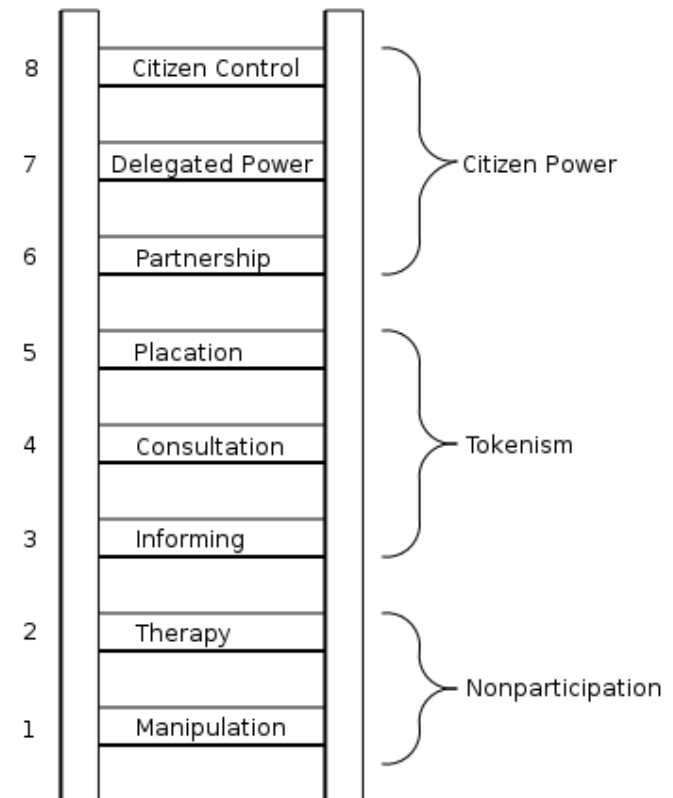 8 Citizen Control
7 Delegated Power
Citizen Power
6 Partnership
5 Placation
4 Consultation
Tokenism
3 Informing
2 Therapy
Nonparticipation
1 Manipulation